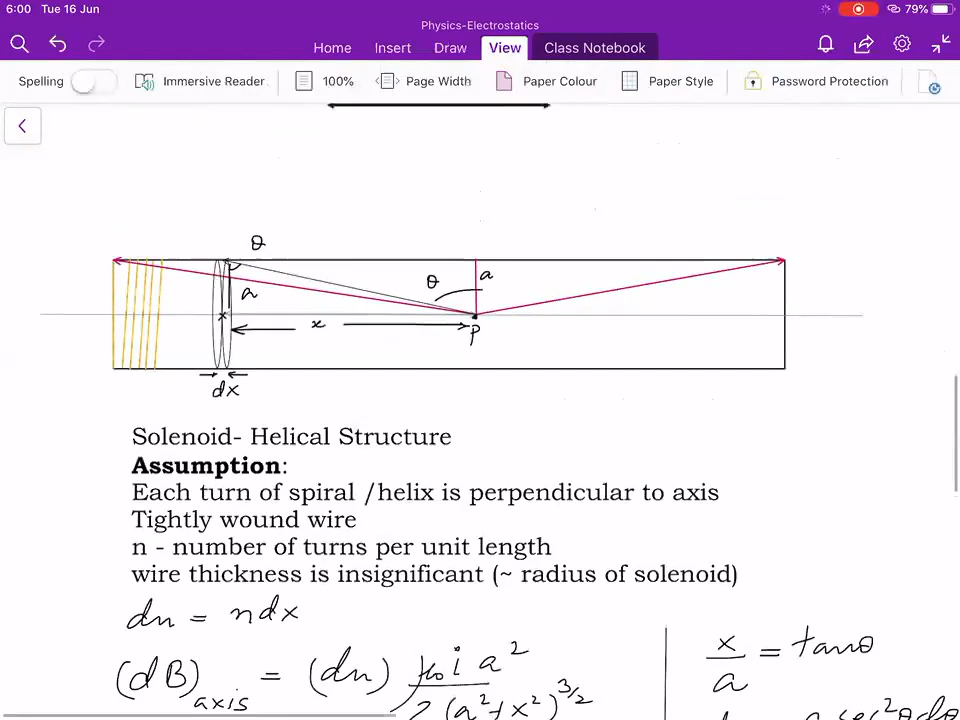 6:00 Tue 16 Jun 79%
Physics-Electrostatics
Home Insert Draw View Class Notebook
Spelling Immersive Reader 100% Page Width Paper Colour Paper Style Password Protection
θ
a
θ
a
x
x
P
dx
Solenoid- Helical Structure
Assumption:
Each turn of spiral /helix is perpendicular to axis
Tightly wound wire
n - number of turns per unit length
wire thickness is insignificant (~ radius of solenoid)
dn = ndx
(dB)axis = (dn) μ₀ i a² / 2 (a²+x²)^3/2
x/a = tanθ
a sec²θdθ